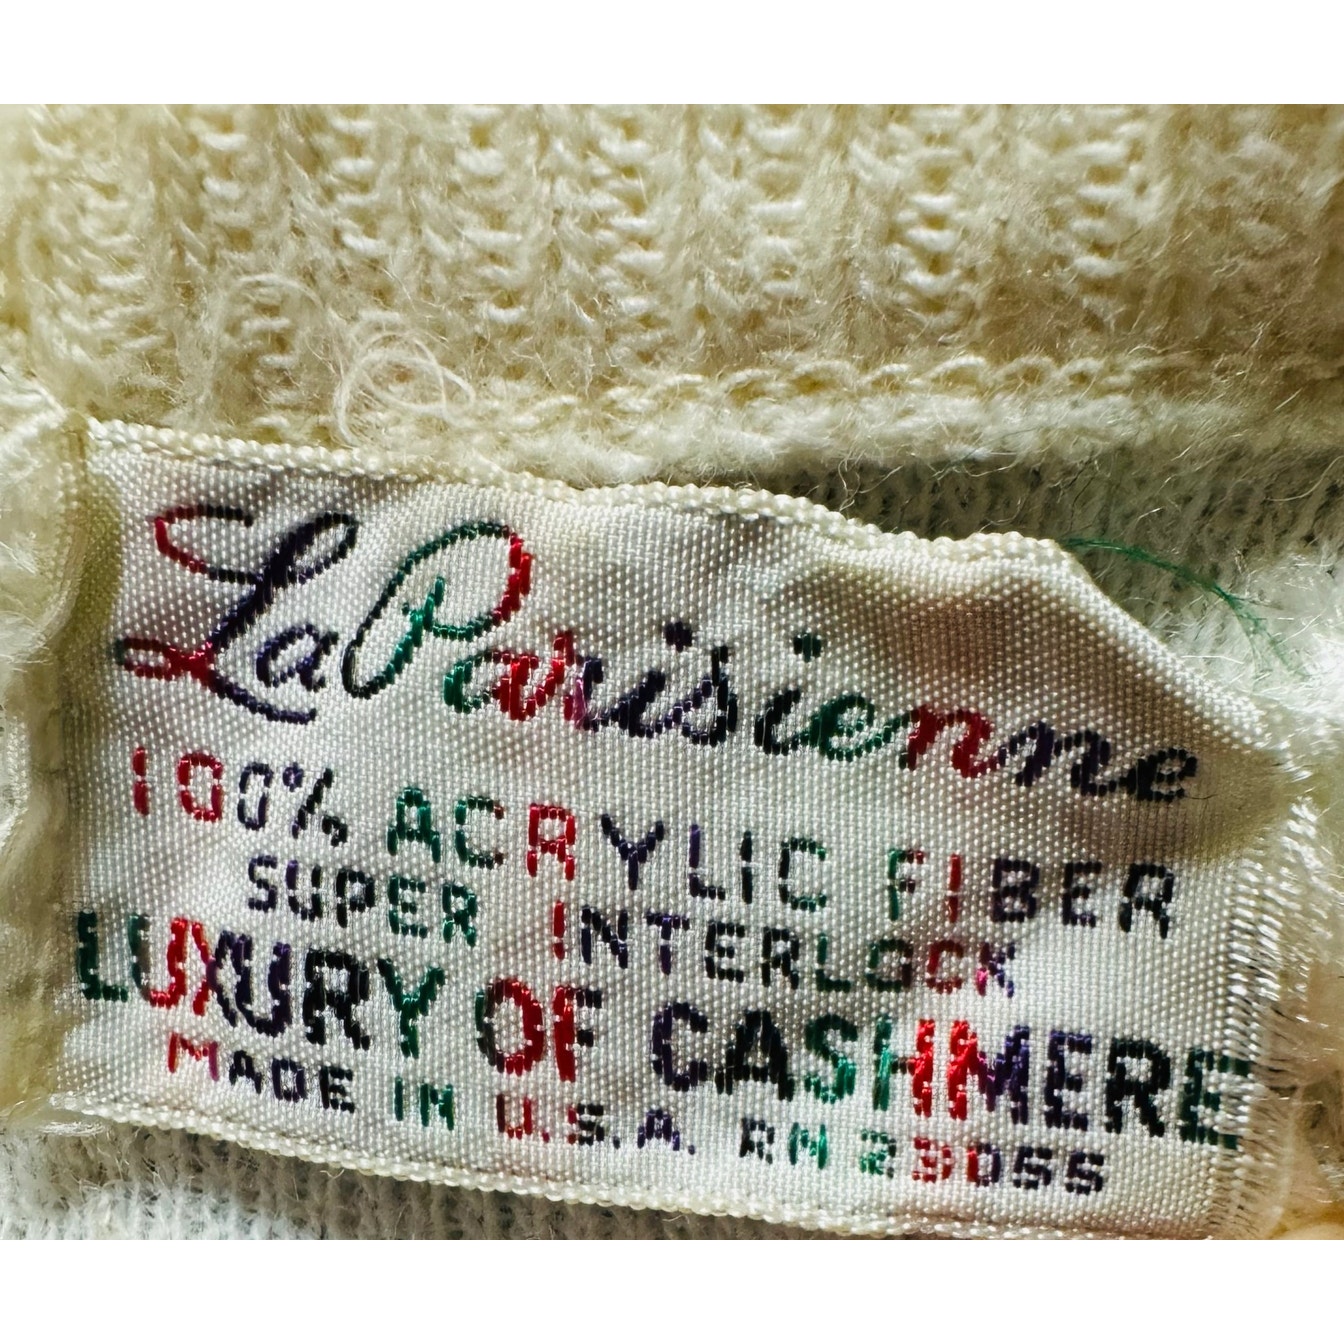 La Parisienne
100% ACRYLIC FIBER
SUPER INTERLOCK
LUXURY OF CASHMERE
MADE IN U.S.A. RN 23055